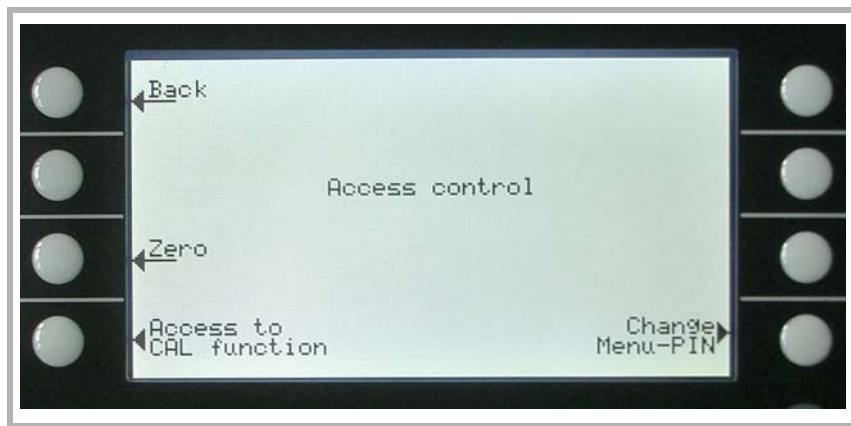 Back
Access control
Zero
Access to
CAL function
Change
Menu-PIN